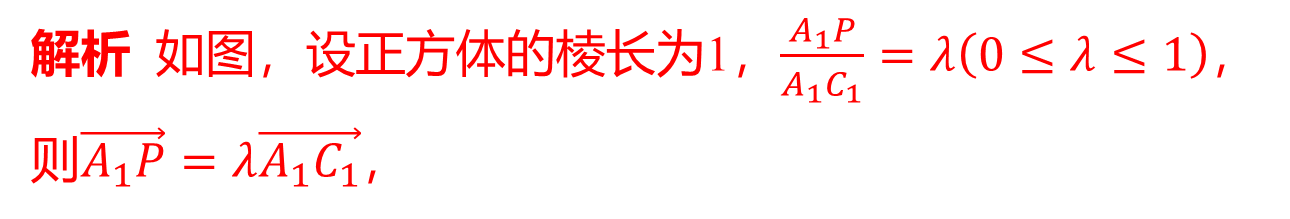 解析 如图，设正方体的棱长为1，$\frac{A_1P}{A_1C_1}=\lambda(0\leq\lambda\leq1)$，
则$\overrightarrow{A_1P}=\lambda\overrightarrow{A_1C_1}$，